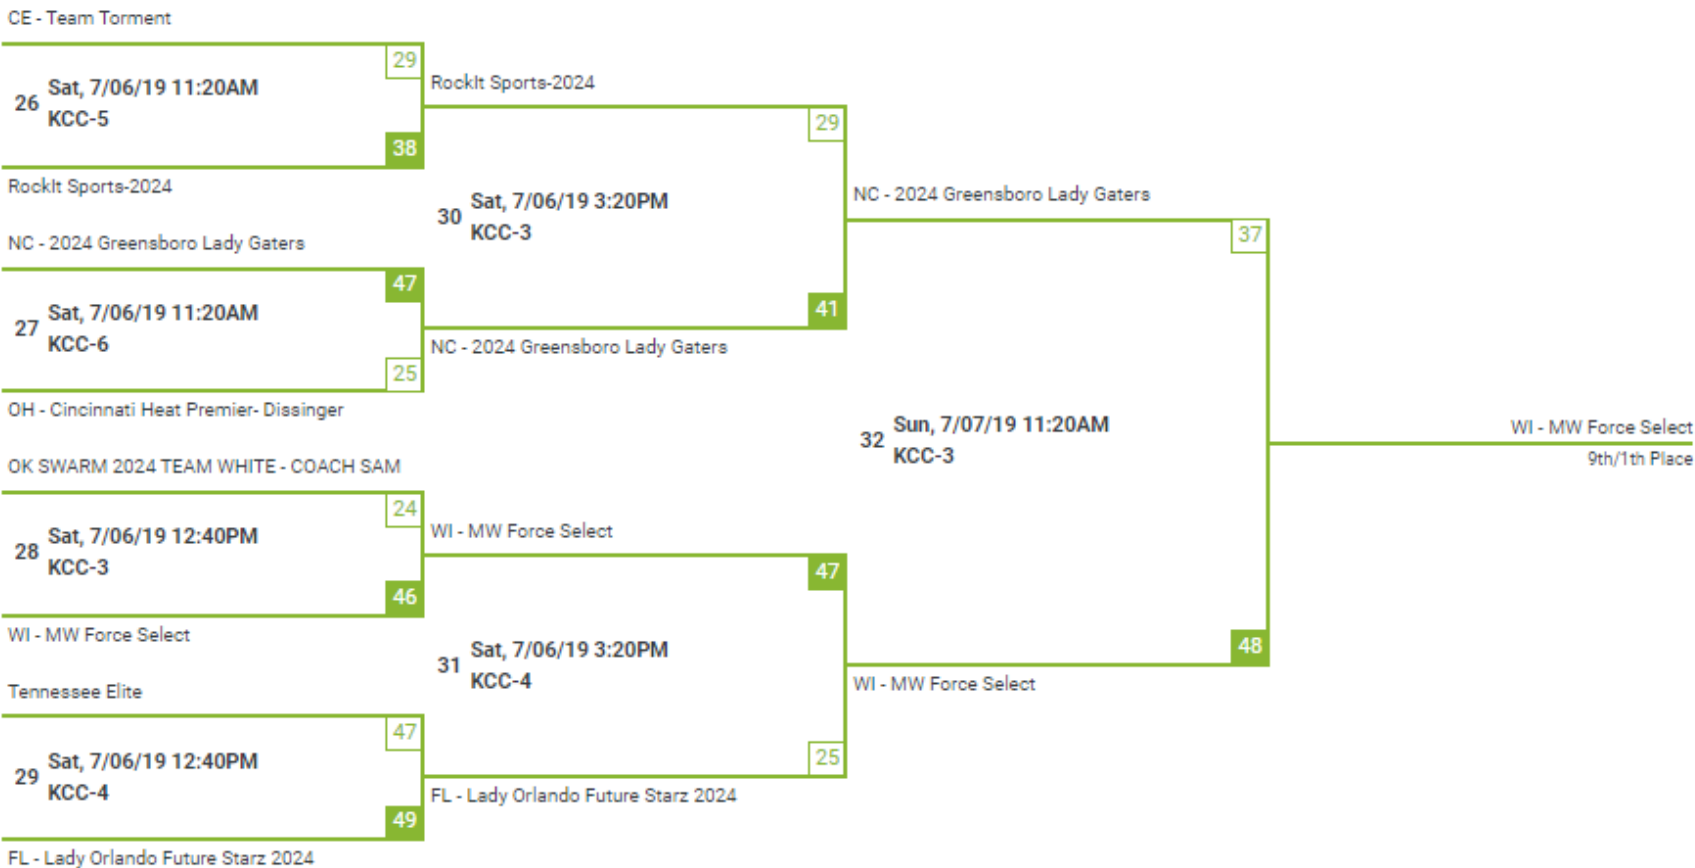 CE - Team Torment
29
26 Sat, 7/06/19 11:20AM
KCC-5
38
RockIt Sports-2024
NC - 2024 Greensboro Lady Gaters
47
27 Sat, 7/06/19 11:20AM
KCC-6
25
OH - Cincinnati Heat Premier- Dissinger
OK SWARM 2024 TEAM WHITE - COACH SAM
24
28 Sat, 7/06/19 12:40PM
KCC-3
46
WI - MW Force Select
Tennessee Elite
47
29 Sat, 7/06/19 12:40PM
KCC-4
49
FL - Lady Orlando Future Starz 2024
RockIt Sports-2024
29
30 Sat, 7/06/19 3:20PM
KCC-3
41
NC - 2024 Greensboro Lady Gaters
WI - MW Force Select
47
31 Sat, 7/06/19 3:20PM
KCC-4
25
FL - Lady Orlando Future Starz 2024
NC - 2024 Greensboro Lady Gaters
37
32 Sun, 7/07/19 11:20AM
KCC-3
48
WI - MW Force Select
WI - MW Force Select
9th/1th Place